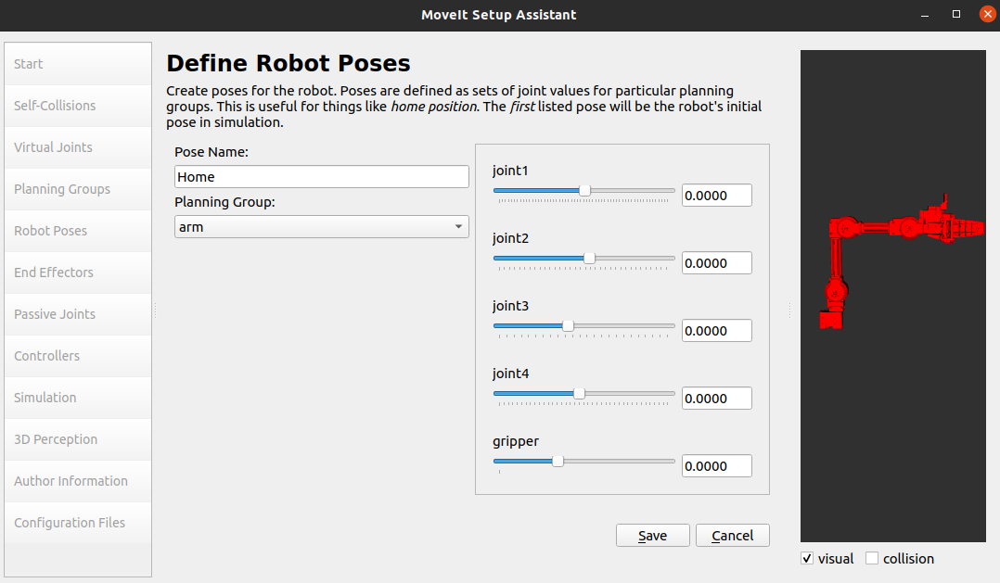 MoveIt Setup Assistant
Start
Self-Collisions
Virtual Joints
Planning Groups
Robot Poses
End Effectors
Passive Joints
Controllers
Simulation
3D Perception
Author Information
Configuration Files
Define Robot Poses
Create poses for the robot. Poses are defined as sets of joint values for particular planning
groups. This is useful for things like home position. The first listed pose will be the robot's initial
pose in simulation.
Pose Name:
Home
Planning Group:
arm
joint1
0.0000
joint2
0.0000
joint3
0.0000
joint4
0.0000
gripper
0.0000
Save
Cancel
visual
collision